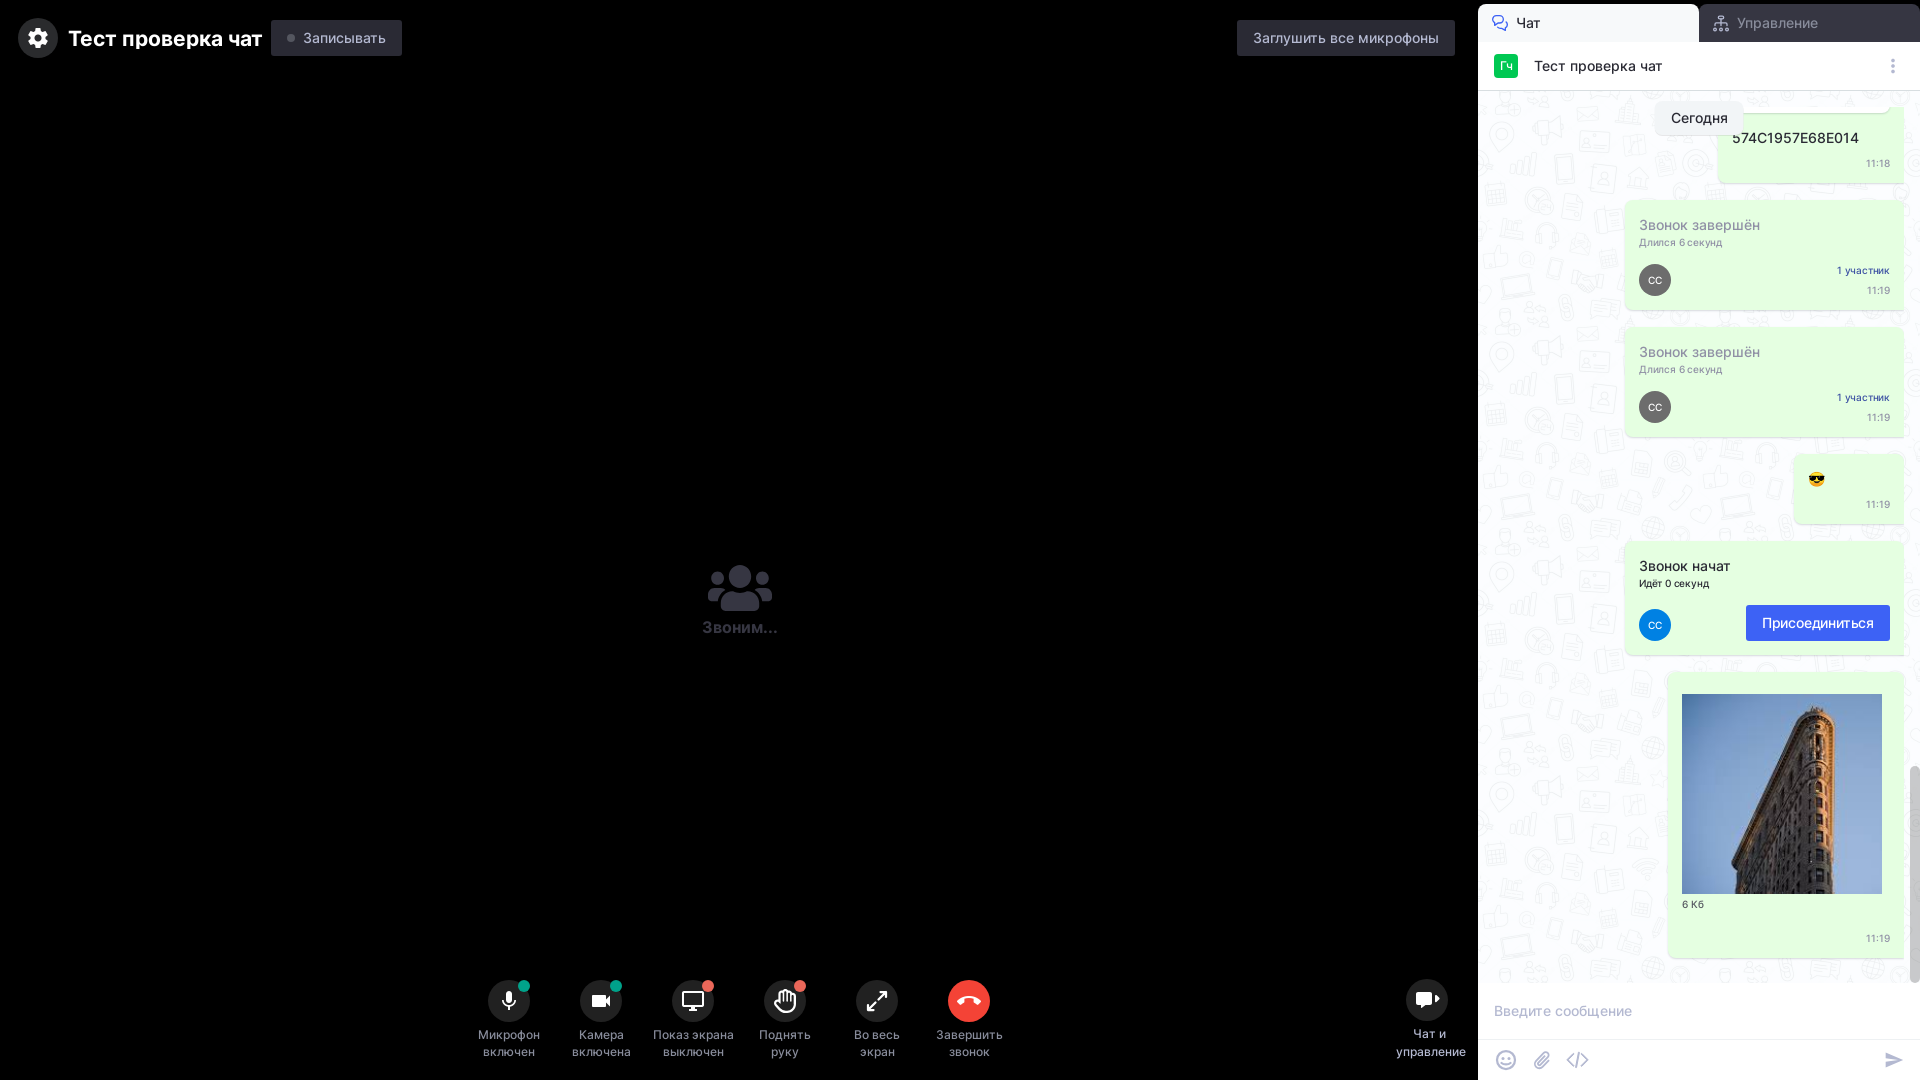 Тест проверка чат
Записывать
Заглушить все микрофоны
Звоним...
Микрофон
включен
Камера
включена
Показ экрана
выключен
Поднять
руку
Во весь
экран
Завершить
звонок
Чат и
управление
Чат
Управление
Гч
Тест проверка чат
Сегодня
574C1957E68E014
11:18
Звонок завершён
Длился 6 секунд
СС
1 участник
11:19
Звонок завершён
Длился 6 секунд
СС
1 участник
11:19
😎
11:19
Звонок начат
Идёт 0 секунд
СС
Присоединиться
6 Кб
11:19
Введите сообщение